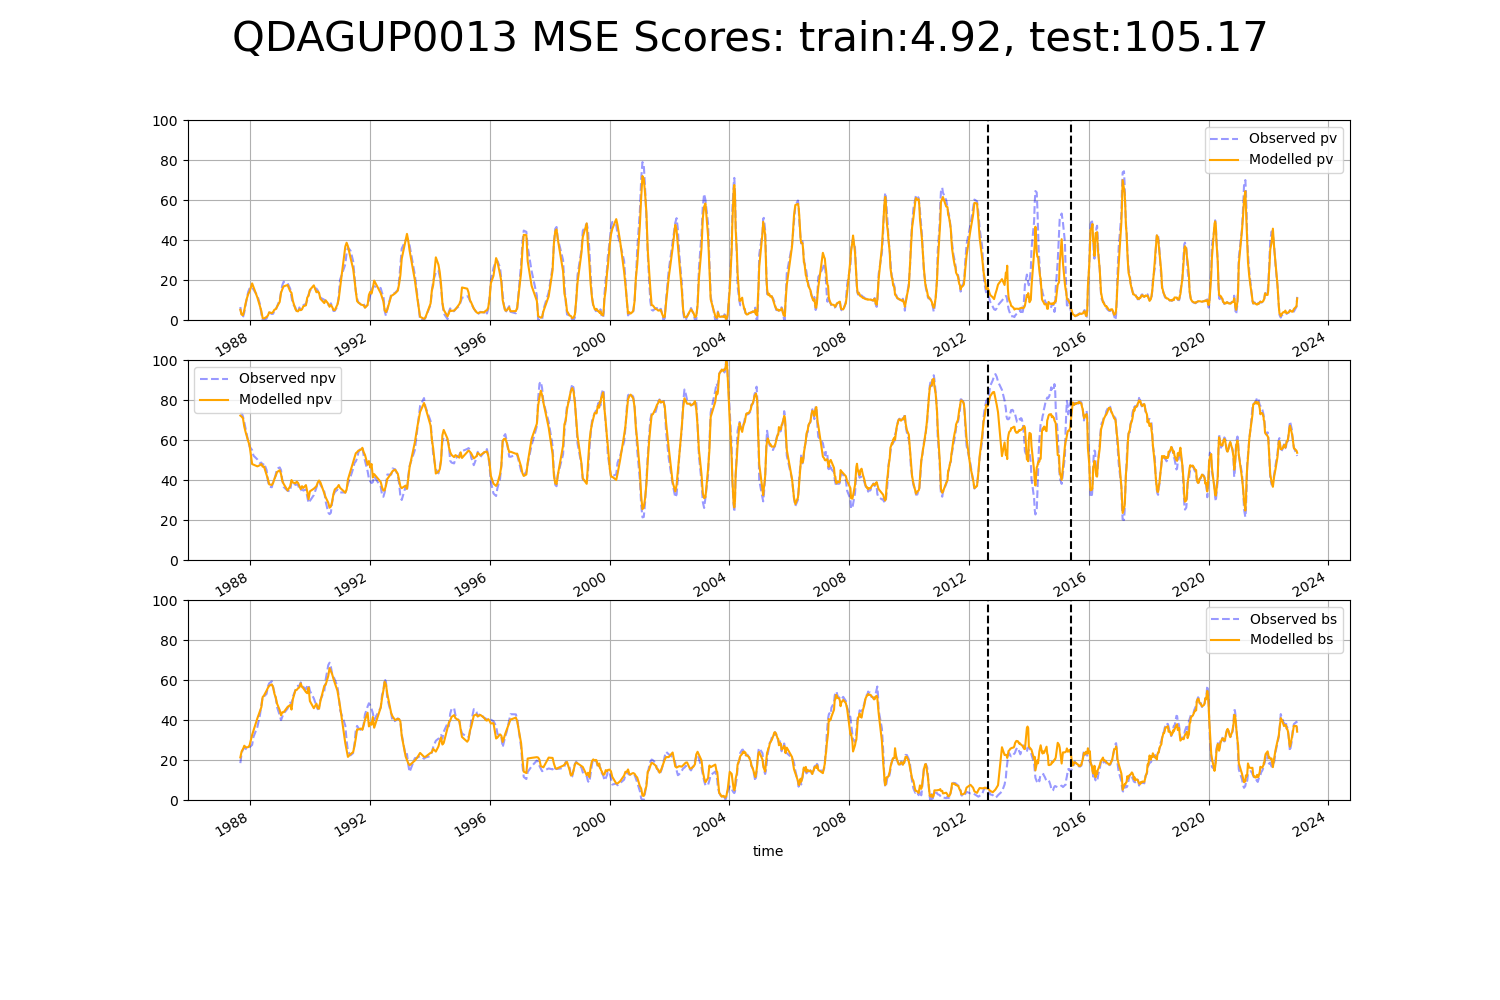 QDAGUP0013 MSE Scores: train:4.92, test:105.17
100
80
60
40
20
0
Observed pv
Modelled pv
1988 1992 1996 2000 2004 2008 2012 2016 2020 2024
100
80
60
40
20
0
Observed npv
Modelled npv
1988 1992 1996 2000 2004 2008 2012 2016 2020 2024
100
80
60
40
20
0
Observed bs
Modelled bs
1988 1992 1996 2000 2004 2008 2012 2016 2020 2024
time